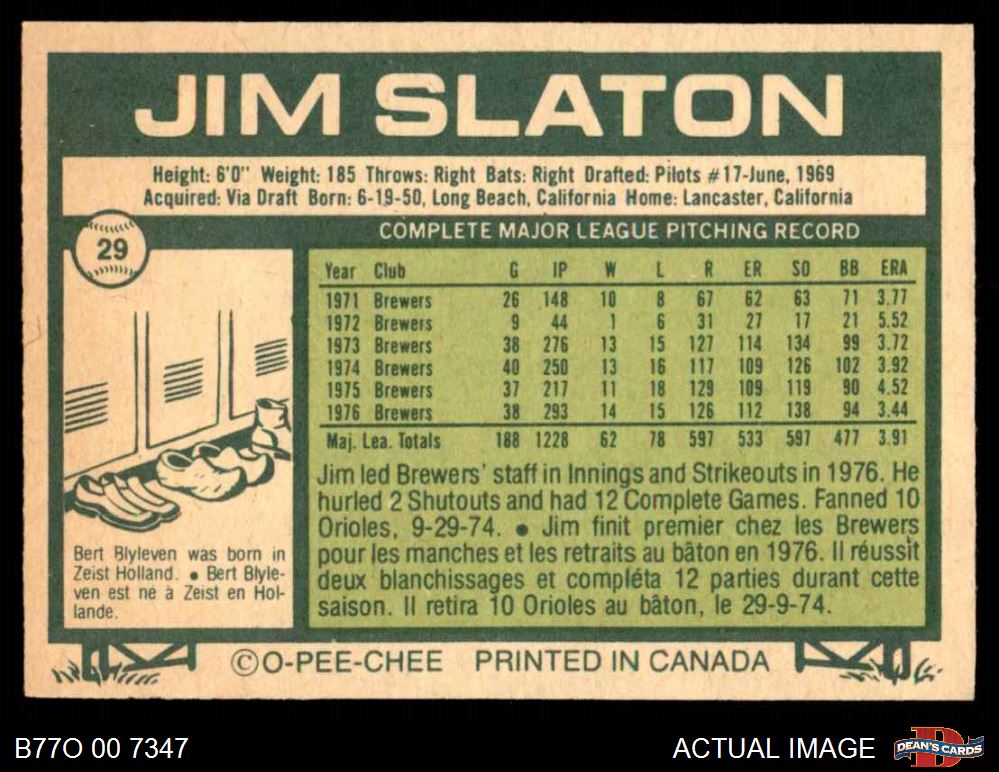 JIM SLATON
Height: 6'0" Weight: 185 Throws: Right Bats: Right Drafted: Pilots #17-June, 1969
Acquired: Via Draft Born: 6-19-50, Long Beach, California Home: Lancaster, California
29
COMPLETE MAJOR LEAGUE PITCHING RECORD
Year Club G IP W L R ER SO BB ERA
1971 Brewers 26 148 10 8 67 62 63 71 3.77
1972 Brewers 9 44 1 6 31 27 17 21 5.52
1973 Brewers 38 276 13 15 127 114 134 99 3.72
1974 Brewers 40 250 13 16 117 109 126 102 3.92
1975 Brewers 37 217 11 18 129 109 119 90 4.52
1976 Brewers 38 293 14 15 126 112 138 94 3.44
Maj. Lea. Totals 188 1228 62 78 597 533 597 477 3.91
Jim led Brewers' staff in Innings and Strikeouts in 1976. He
hurled 2 Shutouts and had 12 Complete Games. Fanned 10
Orioles, 9-29-74. ● Jim finit premier chez les Brewers
pour les manches et les retraits au bâton en 1976. Il réussit
deux blanchissages et compléta 12 parties durant cette
saison. Il retira 10 Orioles au bâton, le 29-9-74.
Bert Blyleven was born in
Zeist Holland. ● Bert Blyle-
ven est né à Zeist en Hol-
lande.
©O-PEE-CHEE PRINTED IN CANADA
B77O 00 7347
ACTUAL IMAGE
D
DEAN'S CARDS